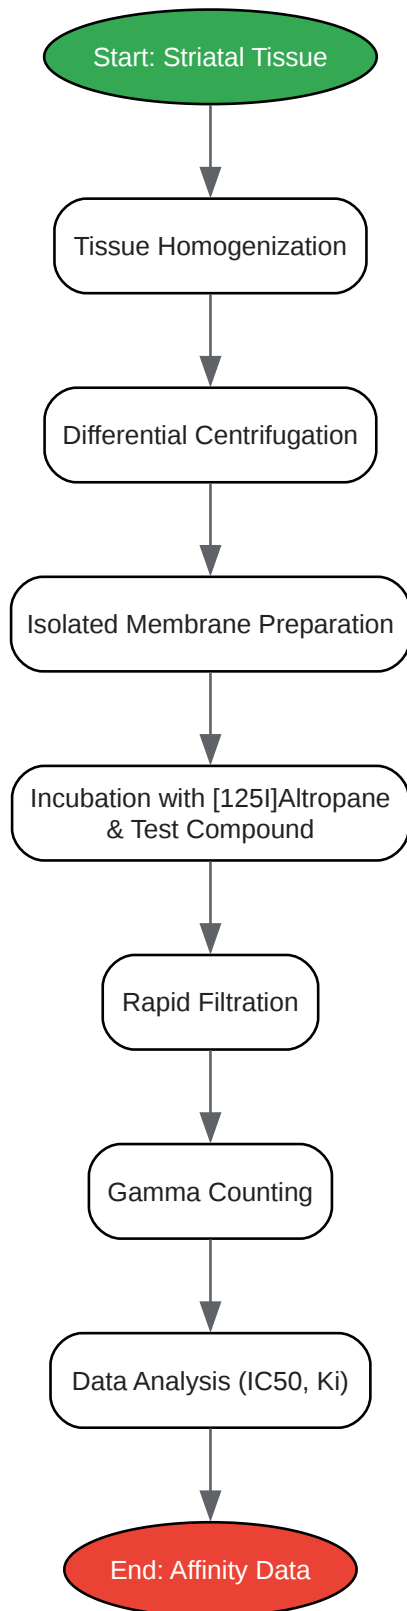 Start: Striatal Tissue
Tissue Homogenization
Differential Centrifugation
Isolated Membrane Preparation
Incubation with [125I]Altropane
& Test Compound
Rapid Filtration
Gamma Counting
Data Analysis (IC50, Ki)
End: Affinity Data